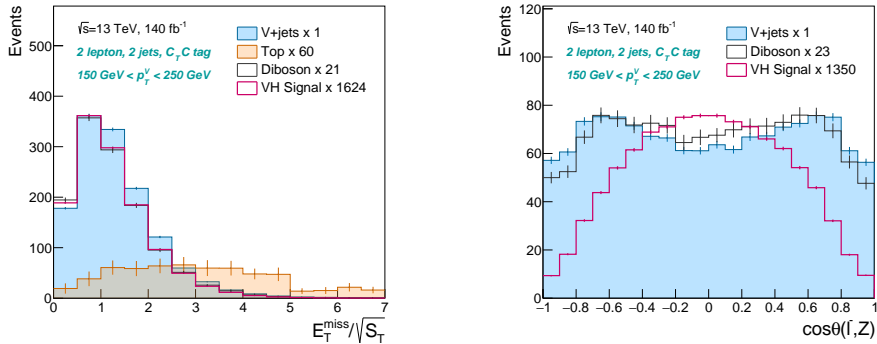 Events
500
400
300
200
100
0
√s=13 TeV, 140 fb⁻¹
2 lepton, 2 jets, C_T C tag
150 GeV < p_T^V < 250 GeV
V+jets x 1
Top x 60
Diboson x 21
VH Signal x 1624
0 1 2 3 4 5 6 7
E_T^miss/√S_T
Events
120
100
80
60
40
20
0
√s=13 TeV, 140 fb⁻¹
2 lepton, 2 jets, C_T C tag
150 GeV < p_T^V < 250 GeV
V+jets x 1
Diboson x 23
VH Signal x 1350
−1 −0.8 −0.6 −0.4 −0.2 0 0.2 0.4 0.6 0.8 1
cosθ(l⁻,Z)